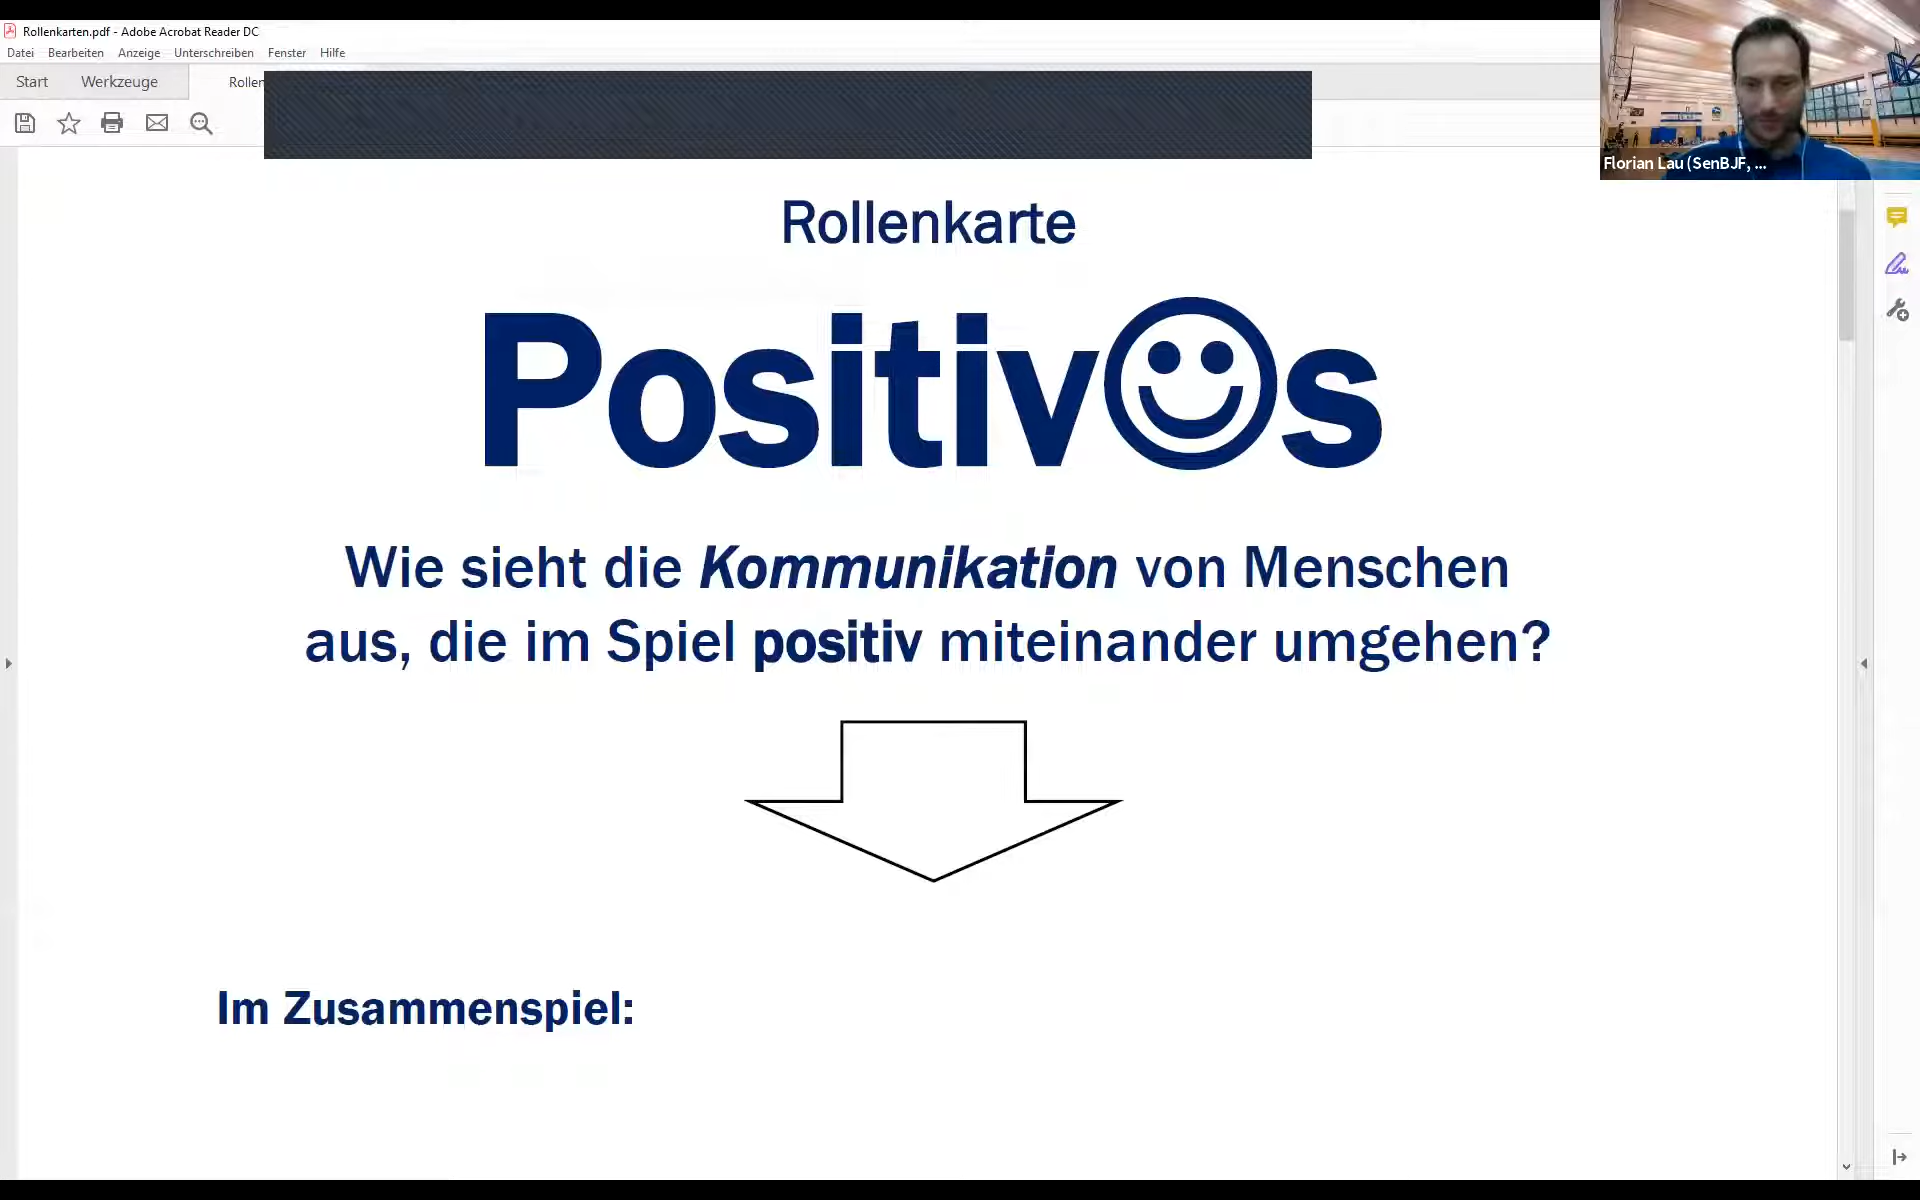 Rollenkarten.pdf - Adobe Acrobat Reader DC
Datei Bearbeiten Anzeige Unterschreiben Fenster Hilfe
Start Werkzeuge Rollen
Florian Lau (SenBJF, ...
Rollenkarte
Positiv☺s
Wie sieht die Kommunikation von Menschen
aus, die im Spiel positiv miteinander umgehen?
Im Zusammenspiel: